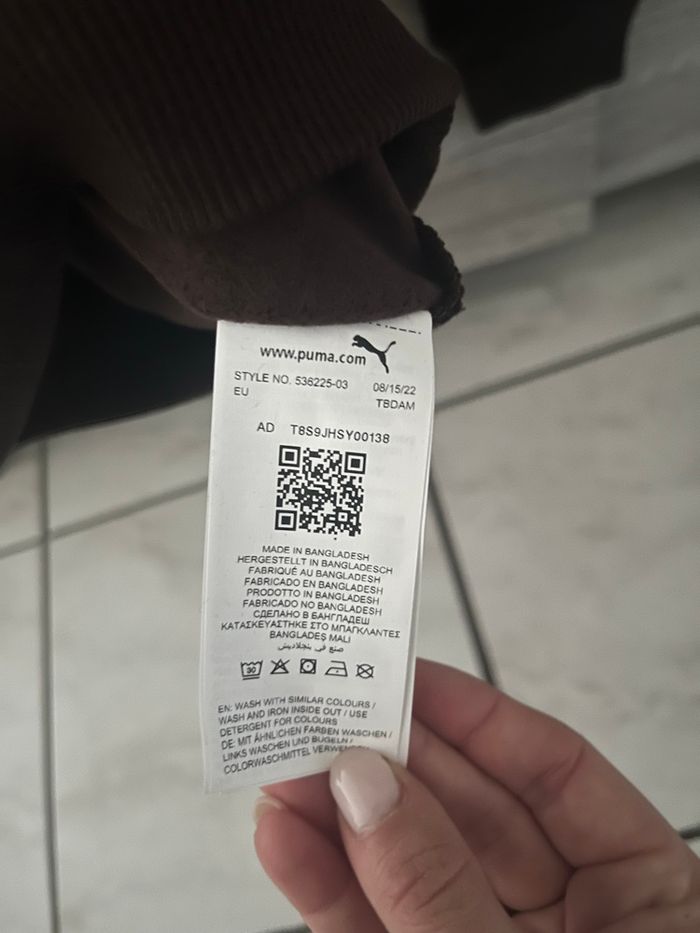 www.puma.com
STYLE NO. 536225-03 08/15/22
EU TBDAM
AD T8S9JHSY00138
MADE IN BANGLADESH
HERGESTELLT IN BANGLADESCH
FABRIQUÉ AU BANGLADESH
FABRICADO EN BANGLADESH
PRODOTTO IN BANGLADESH
FABRICADO NO BANGLADESH
СДЕЛАНО В БАНГЛАДЕШ
ΚΑΤΑΣΚΕΥΑΣΤΗΚΕ ΣΤΟ ΜΠΑΓΚΛΑΝΤΕΣ
BANGLADEŞ MALI
صنع في بنجلاديش
30
EN: WASH WITH SIMILAR COLOURS /
WASH AND IRON INSIDE OUT / USE
DETERGENT FOR COLOURS
DE: MIT ÄHNLICHEN FARBEN WASCHEN /
LINKS WASCHEN UND BÜGELN /
COLORWASCHMITTEL